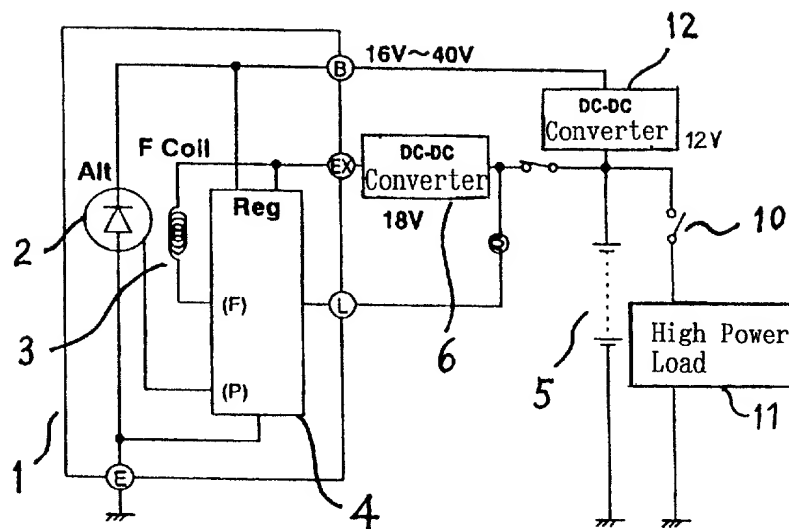 12
B
16V～40V
DC-DC
Converter
12V
F Coil
EX
DC-DC
Converter
18V
Alt
Reg
10
2
3
(F)
L
6
5
High Power
Load
(P)
11
1
E
4